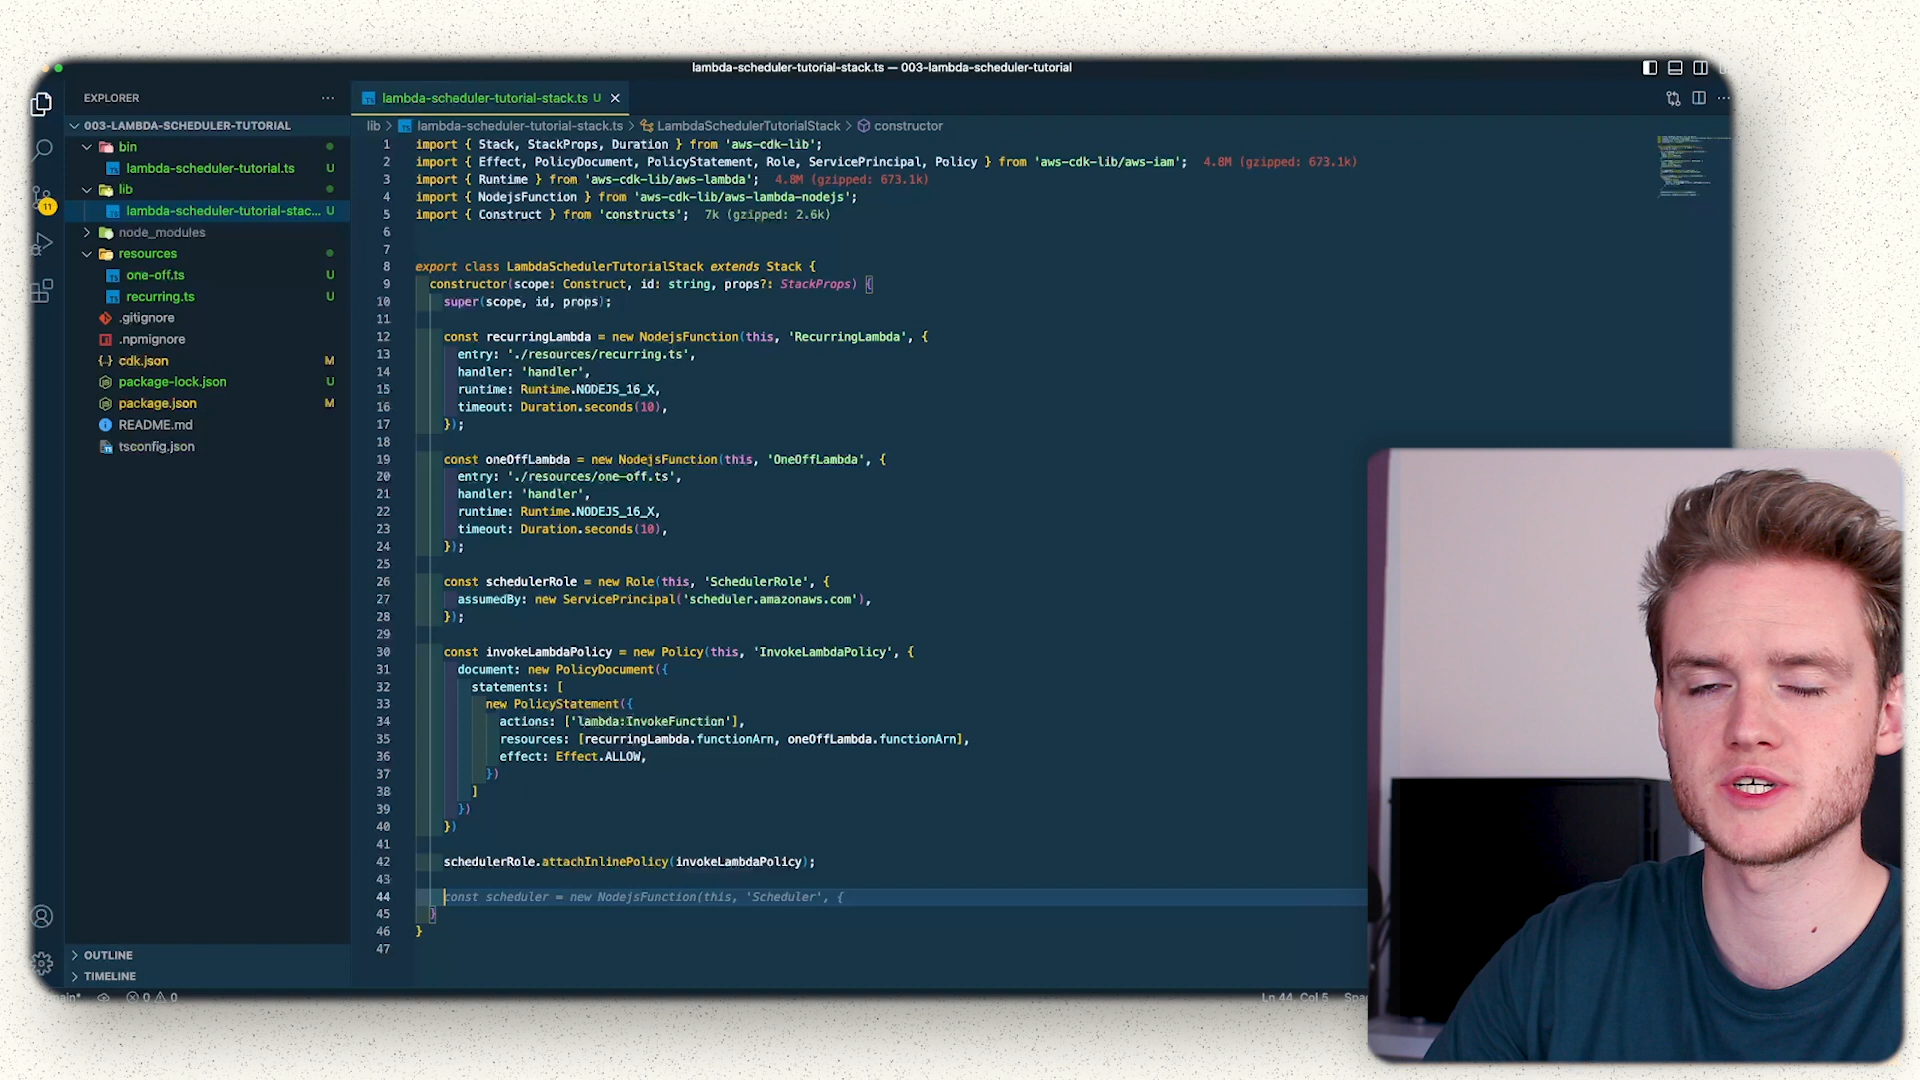 lambda-scheduler-tutorial-stack.ts — 003-lambda-scheduler-tutorial
EXPLORER
003-LAMBDA-SCHEDULER-TUTORIAL
bin
lambda-scheduler-tutorial.ts U
lib
lambda-scheduler-tutorial-stac... U
node_modules
resources
one-off.ts U
recurring.ts U
.gitignore
.npmignore
cdk.json M
package-lock.json U
package.json M
README.md
tsconfig.json
11
OUTLINE
TIMELINE
lambda-scheduler-tutorial-stack.ts U
lib > lambda-scheduler-tutorial-stack.ts > LambdaSchedulerTutorialStack > constructor
1 import { Stack, StackProps, Duration } from 'aws-cdk-lib';
2 import { Effect, PolicyDocument, PolicyStatement, Role, ServicePrincipal, Policy } from 'aws-cdk-lib/aws-iam'; 4.8M (gzipped: 673.1k)
3 import { Runtime } from 'aws-cdk-lib/aws-lambda'; 4.8M (gzipped: 673.1k)
4 import { NodejsFunction } from 'aws-cdk-lib/aws-lambda-nodejs';
5 import { Construct } from 'constructs'; 7k (gzipped: 2.6k)
6
7
8 export class LambdaSchedulerTutorialStack extends Stack {
9 constructor(scope: Construct, id: string, props?: StackProps) {
10 super(scope, id, props);
11
12 const recurringLambda = new NodejsFunction(this, 'RecurringLambda', {
13 entry: './resources/recurring.ts',
14 handler: 'handler',
15 runtime: Runtime.NODEJS_16_X,
16 timeout: Duration.seconds(10),
17 });
18
19 const oneOffLambda = new NodejsFunction(this, 'OneOffLambda', {
20 entry: './resources/one-off.ts',
21 handler: 'handler',
22 runtime: Runtime.NODEJS_16_X,
23 timeout: Duration.seconds(10),
24 });
25
26 const schedulerRole = new Role(this, 'SchedulerRole', {
27 assumedBy: new ServicePrincipal('scheduler.amazonaws.com'),
28 });
29
30 const invokeLambdaPolicy = new Policy(this, 'InvokeLambdaPolicy', {
31 document: new PolicyDocument({
32 statements: [
33 new PolicyStatement({
34 actions: ['lambda:InvokeFunction'],
35 resources: [recurringLambda.functionArn, oneOffLambda.functionArn],
36 effect: Effect.ALLOW,
37 })
38 ]
39 })
40 })
41
42 schedulerRole.attachInlinePolicy(invokeLambdaPolicy);
43
44 const scheduler = new NodejsFunction(this, 'Scheduler', {
45 }
46 }
47
0 0
Ln 44, Col 5